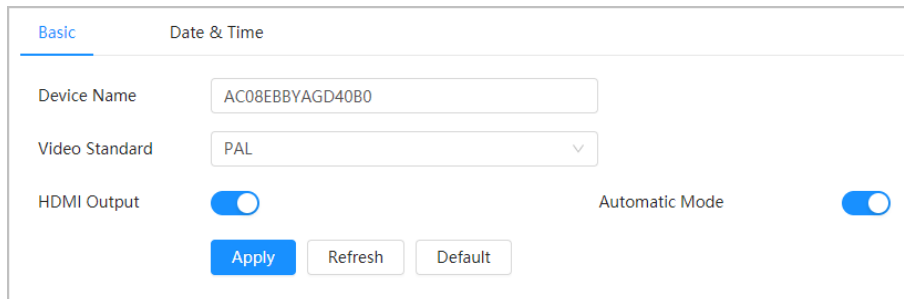 Basic Date & Time
Device Name AC08EBBYAGD40B0
Video Standard PAL
HDMI Output Automatic Mode
Apply Refresh Default